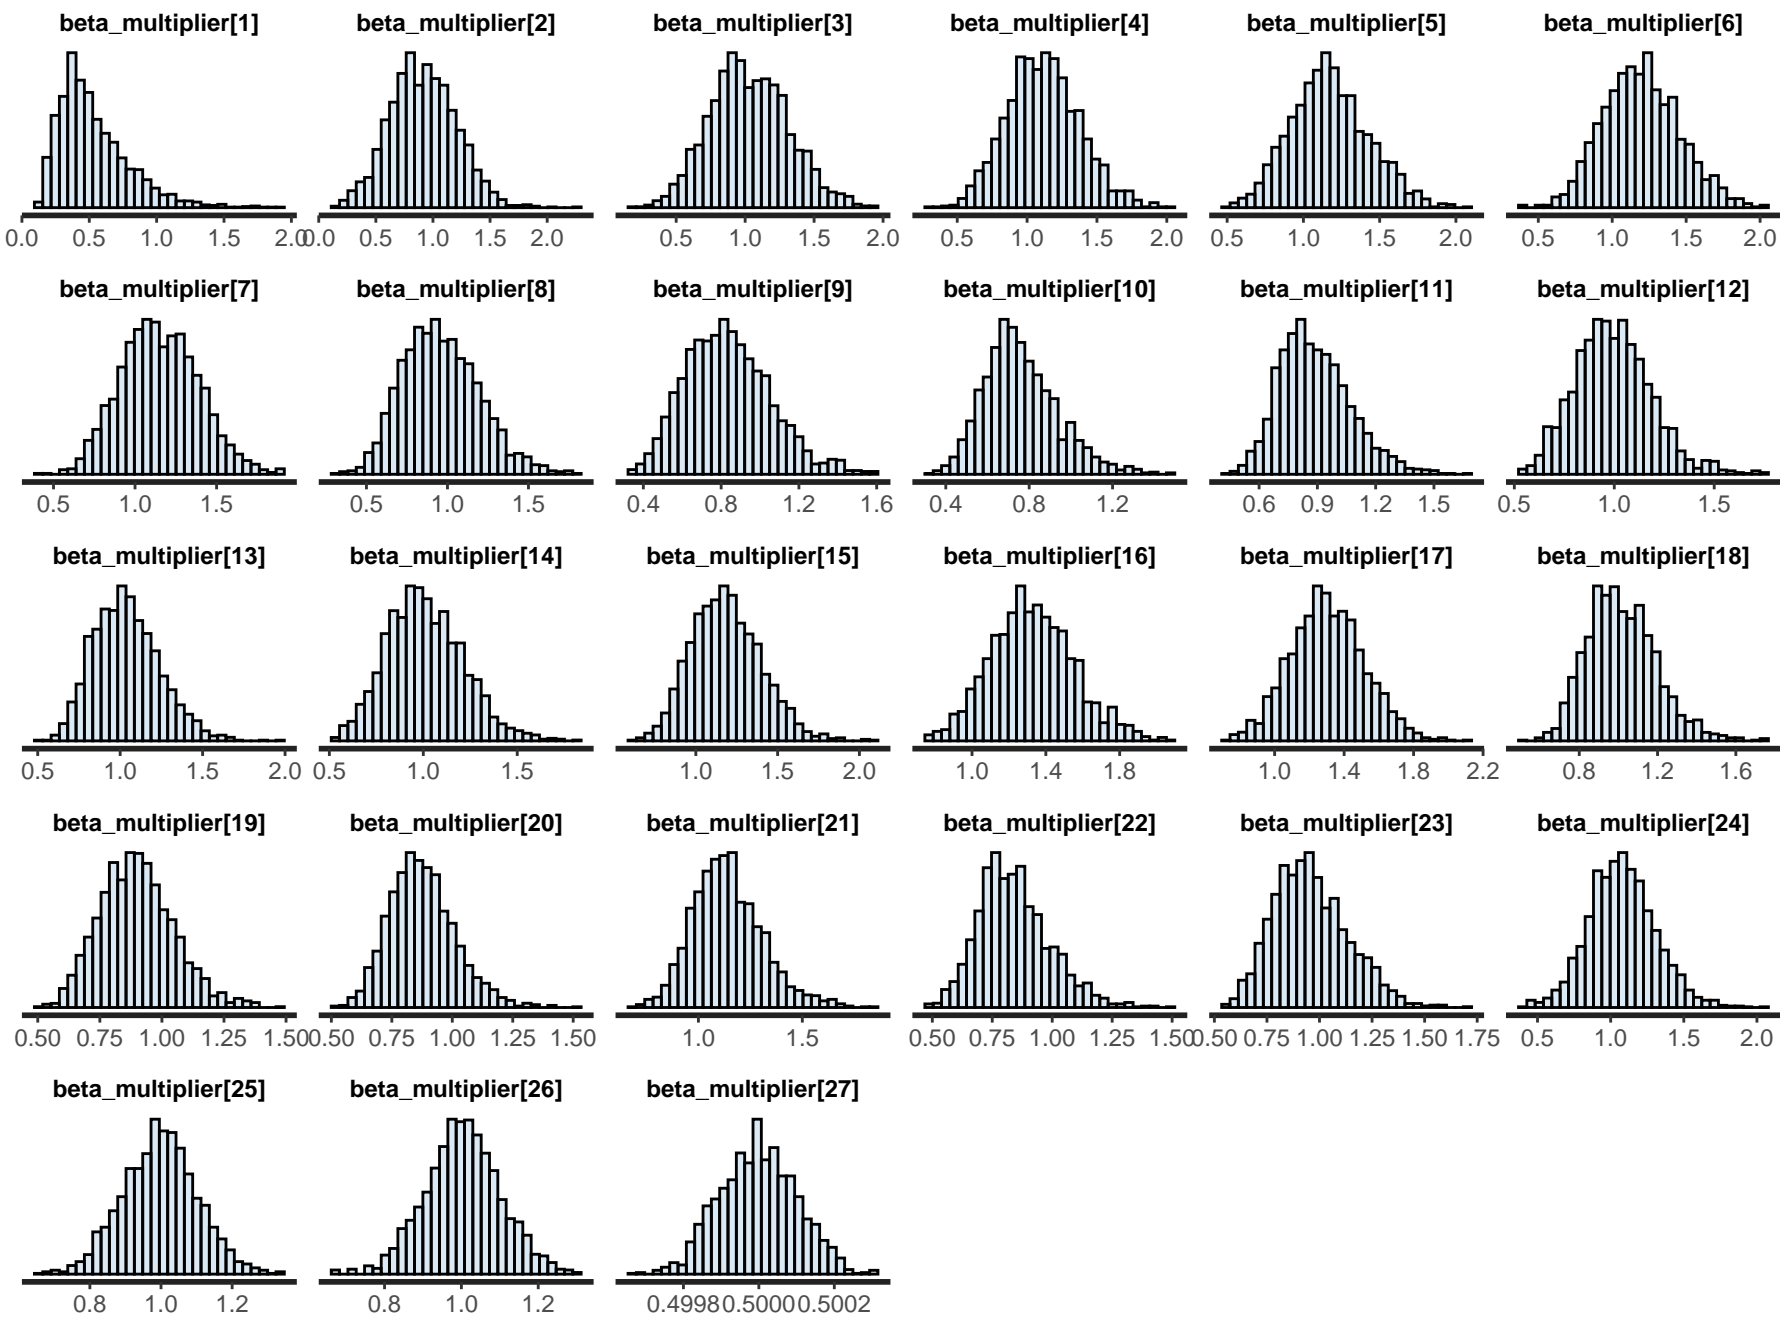 beta_multiplier[1] beta_multiplier[2] beta_multiplier[3] beta_multiplier[4] beta_multiplier[5] beta_multiplier[6]
0.0 0.5 1.0 1.5 2.0 0.0 0.5 1.0 1.5 2.0 0.5 1.0 1.5 2.0 0.5 1.0 1.5 2.0 0.5 1.0 1.5 2.0 0.5 1.0 1.5 2.0
beta_multiplier[7] beta_multiplier[8] beta_multiplier[9] beta_multiplier[10] beta_multiplier[11] beta_multiplier[12]
0.5 1.0 1.5 0.5 1.0 1.5 0.4 0.8 1.2 1.6 0.4 0.8 1.2 0.6 0.9 1.2 1.5 0.5 1.0 1.5
beta_multiplier[13] beta_multiplier[14] beta_multiplier[15] beta_multiplier[16] beta_multiplier[17] beta_multiplier[18]
0.5 1.0 1.5 2.0 0.5 1.0 1.5 1.0 1.5 2.0 1.0 1.4 1.8 1.0 1.4 1.8 2.2 0.8 1.2 1.6
beta_multiplier[19] beta_multiplier[20] beta_multiplier[21] beta_multiplier[22] beta_multiplier[23] beta_multiplier[24]
0.50 0.75 1.00 1.25 1.50 0.50 0.75 1.00 1.25 1.50 1.0 1.5 0.50 0.75 1.00 1.25 1.50 0.50 0.75 1.00 1.25 1.50 1.75 0.5 1.0 1.5 2.0
beta_multiplier[25] beta_multiplier[26] beta_multiplier[27]
0.8 1.0 1.2 0.8 1.0 1.2 0.4998 0.5000 0.5002